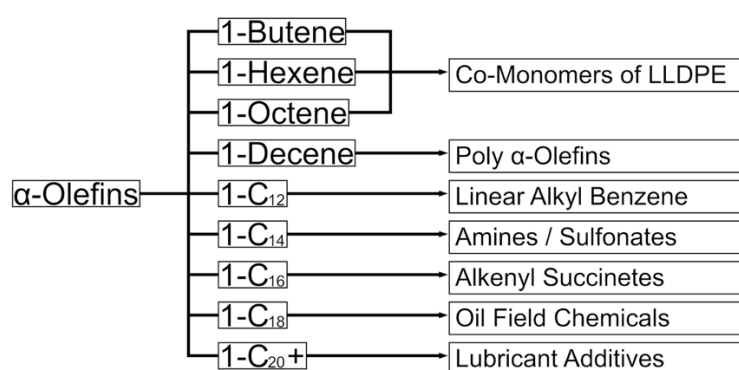 1-Butene
1-Hexene
Co-Monomers of LLDPE
1-Octene
1-Decene
Poly α-Olefins
α-Olefins
1-C₁₂
Linear Alkyl Benzene
1-C₁₄
Amines / Sulfonates
1-C₁₆
Alkenyl Succinetes
1-C₁₈
Oil Field Chemicals
1-C₂₀+
Lubricant Additives